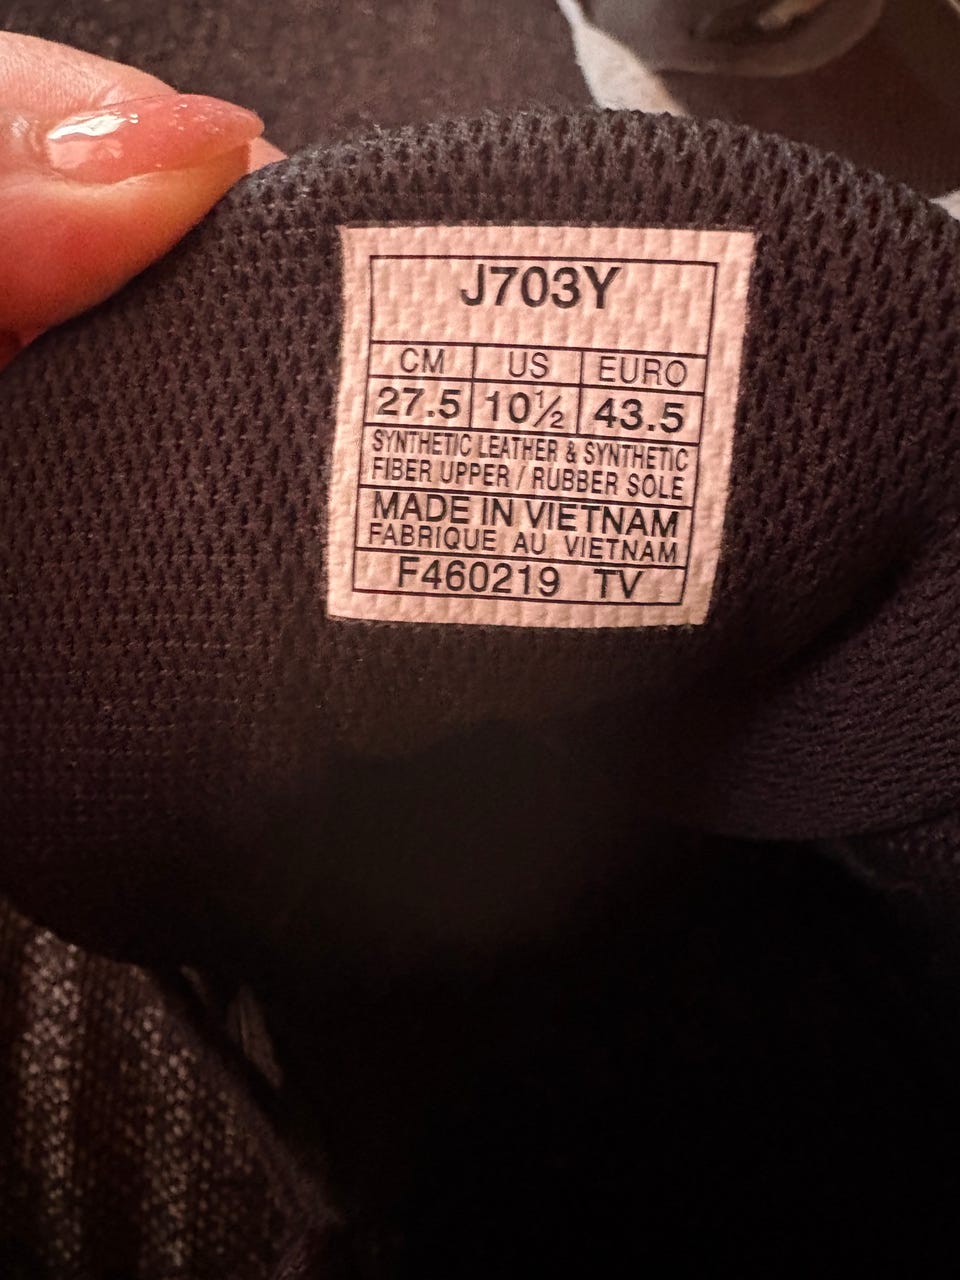 J703Y
CM US EURO
27.5 10½ 43.5
SYNTHETIC LEATHER & SYNTHETIC
FIBER UPPER / RUBBER SOLE
MADE IN VIETNAM
FABRIQUE AU VIETNAM
F460219 TV